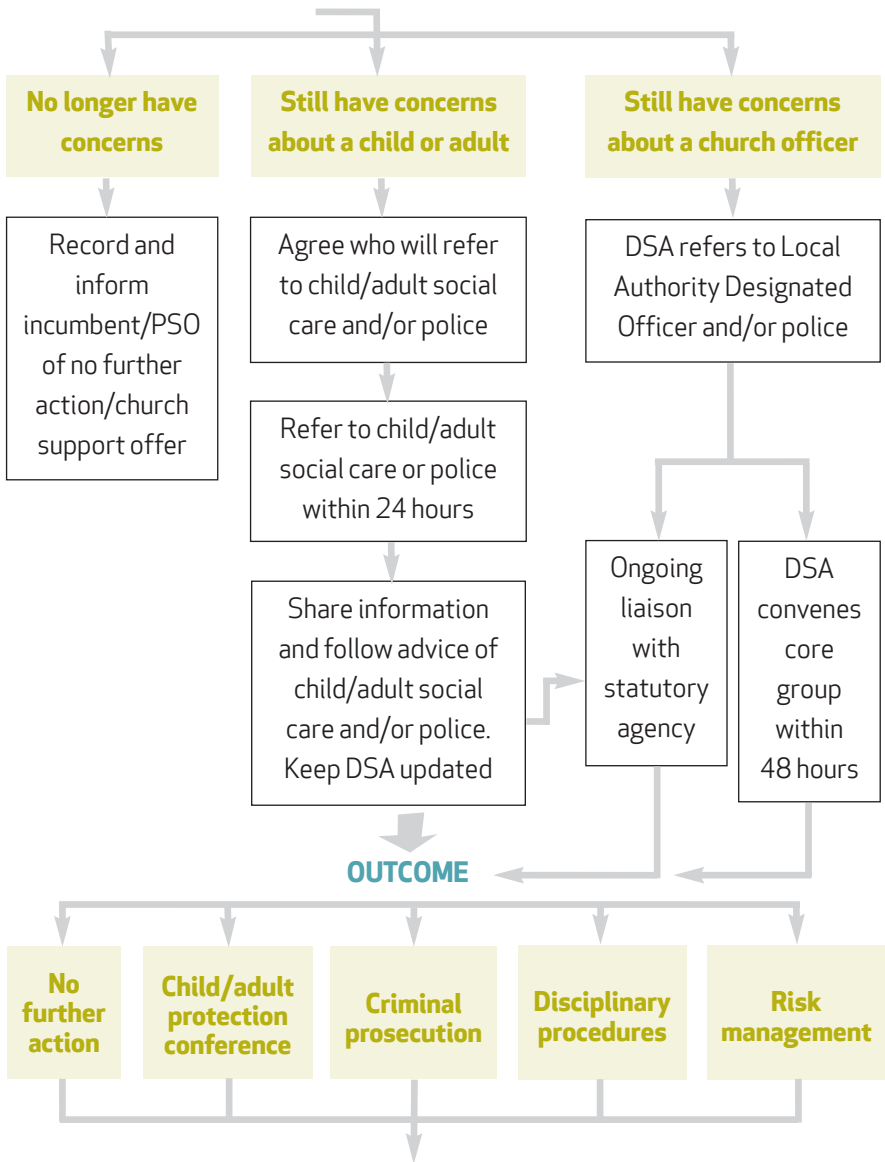 No longer have
concerns
Still have concerns
about a child or adult
Still have concerns
about a church officer
Record and
inform
incumbent/PSO
of no further
action/church
support offer
Agree who will refer
to child/adult social
care and/or police
Refer to child/adult
social care or police
within 24 hours
Share information
and follow advice of
child/adult social
care and/or police.
Keep DSA updated
DSA refers to Local
Authority Designated
Officer and/or police
Ongoing
liaison
with
statutory
agency
DSA
convenes
core
group
within
48 hours
OUTCOME
No
further
action
Child/adult
protection
conference
Criminal
prosecution
Disciplinary
procedures
Risk
management